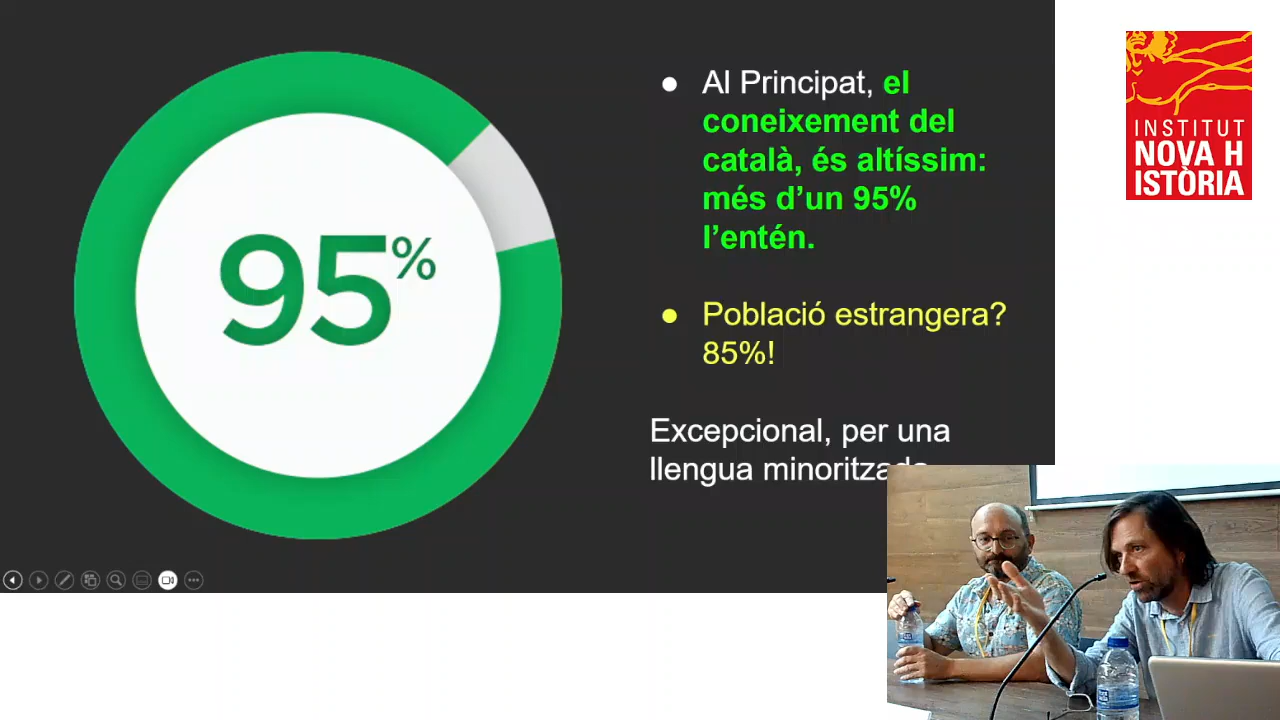 95%
● Al Principat, el
coneixement del
català, és altíssim:
més d’un 95%
l’entén.
● Població estrangera?
85%!
Excepcional, per una
llengua
INSTITUT
NOVA H
ISTÒRIA